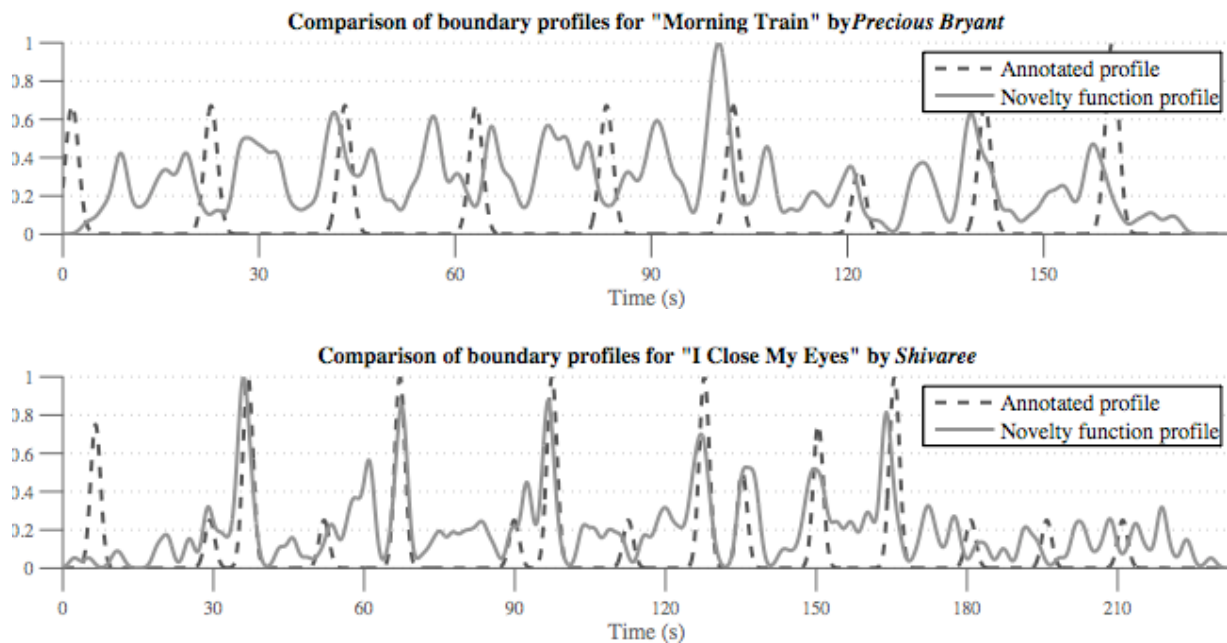 Comparison of boundary profiles for "Morning Train" by Precious Bryant
1
0.8
0.6
0.4
0.2
0
Annotated profile
Novelty function profile
0 30 60 90 120 150
Time (s)
Comparison of boundary profiles for "I Close My Eyes" by Shivaree
1
0.8
0.6
0.4
0.2
0
Annotated profile
Novelty function profile
0 30 60 90 120 150 180 210
Time (s)